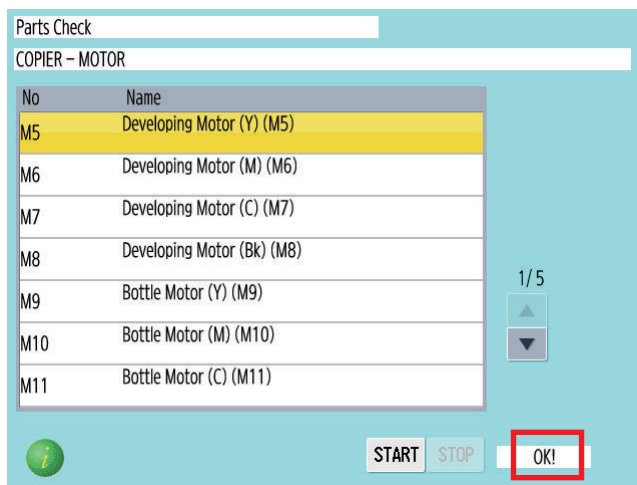 Parts Check
COPIER – MOTOR
No Name
M5 Developing Motor (Y) (M5)
M6 Developing Motor (M) (M6)
M7 Developing Motor (C) (M7)
M8 Developing Motor (Bk) (M8)
M9 Bottle Motor (Y) (M9)
M10 Bottle Motor (M) (M10)
M11 Bottle Motor (C) (M11)
1/5
i
START STOP OK!